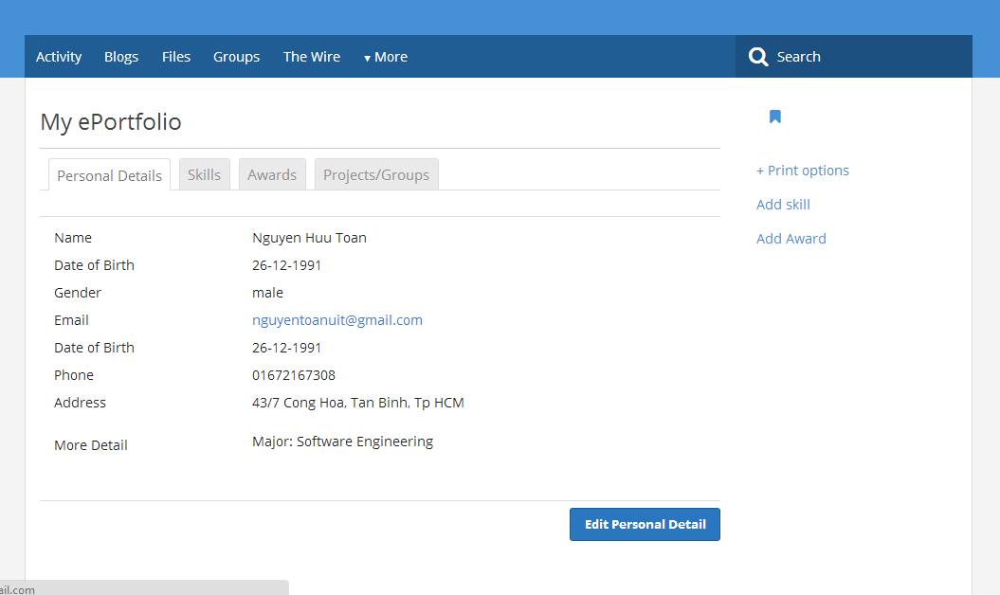 Activity Blogs Files Groups The Wire ▾ More Search
My ePortfolio
Personal Details Skills Awards Projects/Groups
+ Print options
Add skill
Add Award
Name Nguyen Huu Toan
Date of Birth 26-12-1991
Gender male
Email nguyentoanuit@gmail.com
Date of Birth 26-12-1991
Phone 01672167308
Address 43/7 Cong Hoa, Tan Binh, Tp HCM
More Detail Major: Software Engineering
Edit Personal Detail
ail.com